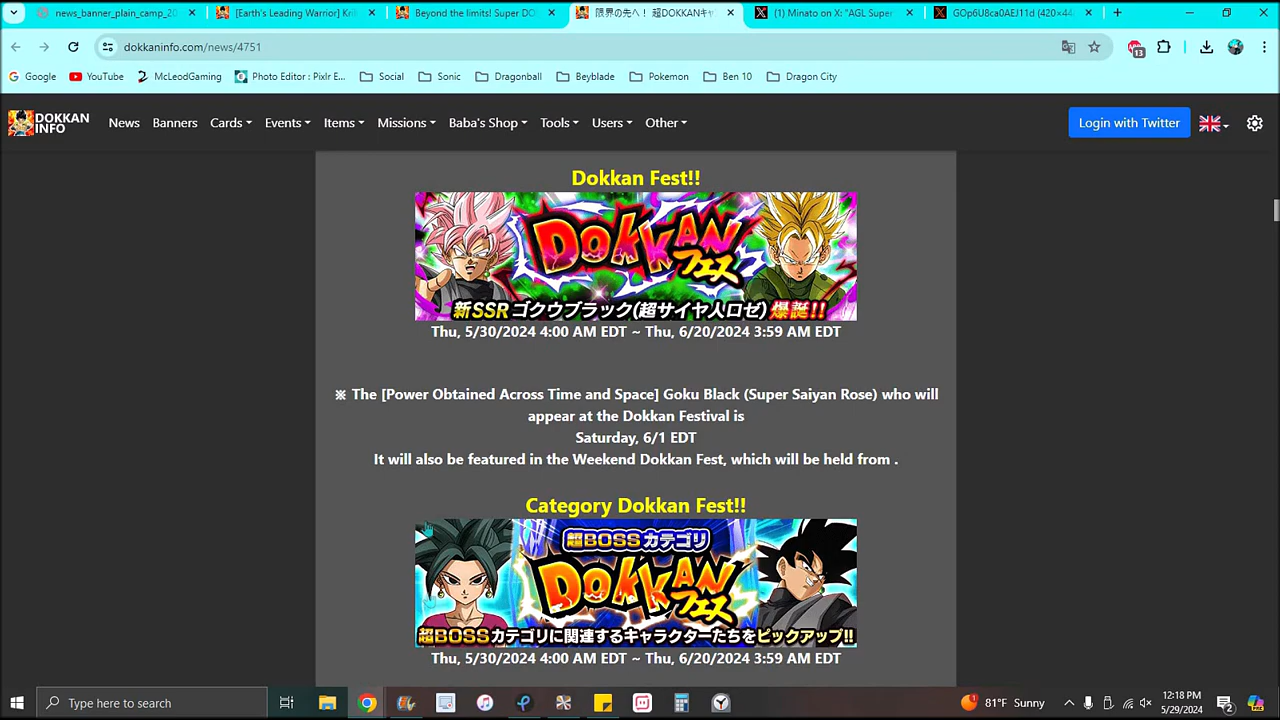 news_banner_plain_camp_20
[Earth's Leading Warrior] Kri
Beyond the limits! Super DO
限界の先へ！ 超DOKKANキャ
(1) Minato on X: "AGL Super
GOp6U8ca0AEJ11d (420×44
dokkaninfo.com/news/4751
13
Google
YouTube
McLeodGaming
Photo Editor : Pixlr E...
Social
Sonic
Dragonball
Beyblade
Pokemon
Ben 10
Dragon City
DOKKAN
INFO
News
Banners
Cards
Events
Items
Missions
Baba's Shop
Tools
Users
Other
Login with Twitter
Dokkan Fest!!
DOKKAN
フェス
新SSR ゴクウブラック(超サイヤ人ロゼ) 爆誕!!
Thu, 5/30/2024 4:00 AM EDT ~ Thu, 6/20/2024 3:59 AM EDT
※ The [Power Obtained Across Time and Space] Goku Black (Super Saiyan Rose) who will
appear at the Dokkan Festival is
Saturday, 6/1 EDT
It will also be featured in the Weekend Dokkan Fest, which will be held from .
Category Dokkan Fest!!
超BOSSカテゴリ
DOKKAN
フェス
超BOSSカテゴリに関連するキャラクターたちをピックアップ!!
Thu, 5/30/2024 4:00 AM EDT ~ Thu, 6/20/2024 3:59 AM EDT
Type here to search
1
81°F Sunny
12:18 PM
5/29/2024
2